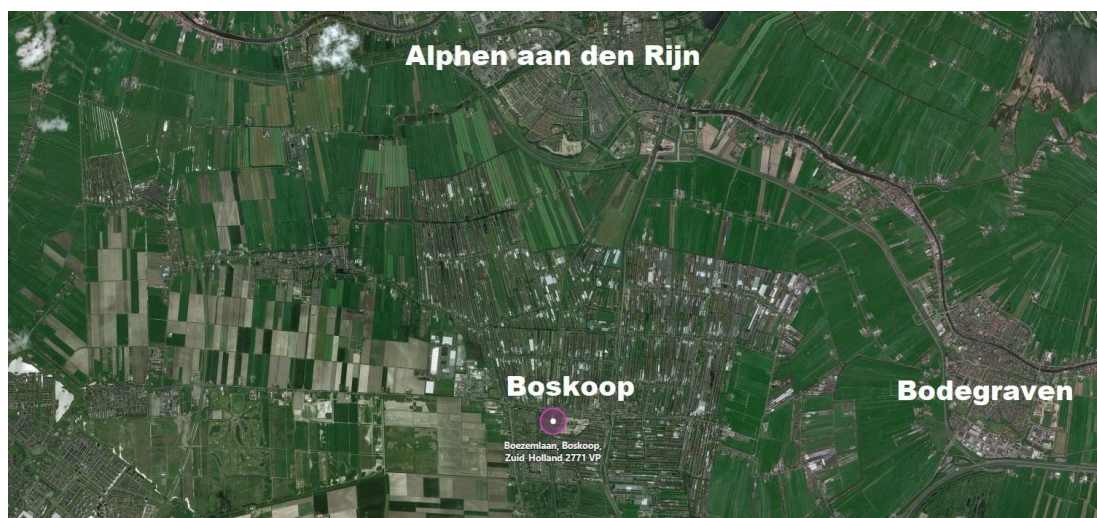 Alphen aan den Rijn
Boskoop
Bodegraven
Boezemlaan, Boskoop,
Zuid-Holland 2771 VP